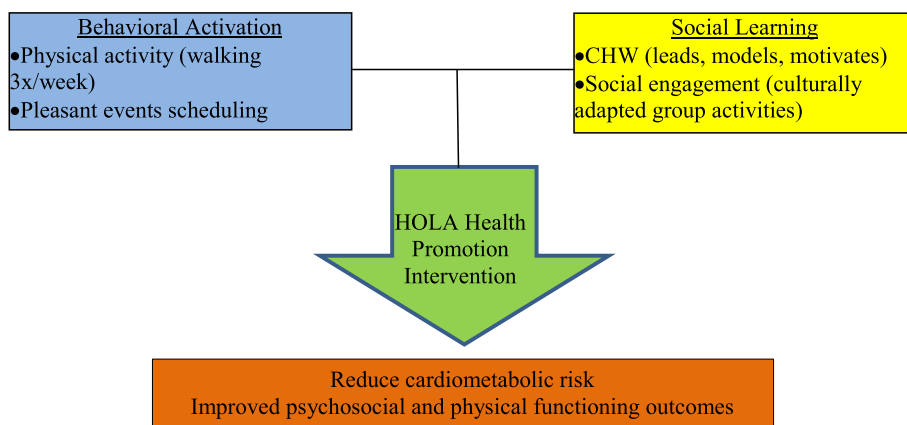 Behavioral Activation
•Physical activity (walking
3x/week)
•Pleasant events scheduling
Social Learning
•CHW (leads, models, motivates)
•Social engagement (culturally
adapted group activities)
HOLA Health
Promotion
Intervention
Reduce cardiometabolic risk
Improved psychosocial and physical functioning outcomes